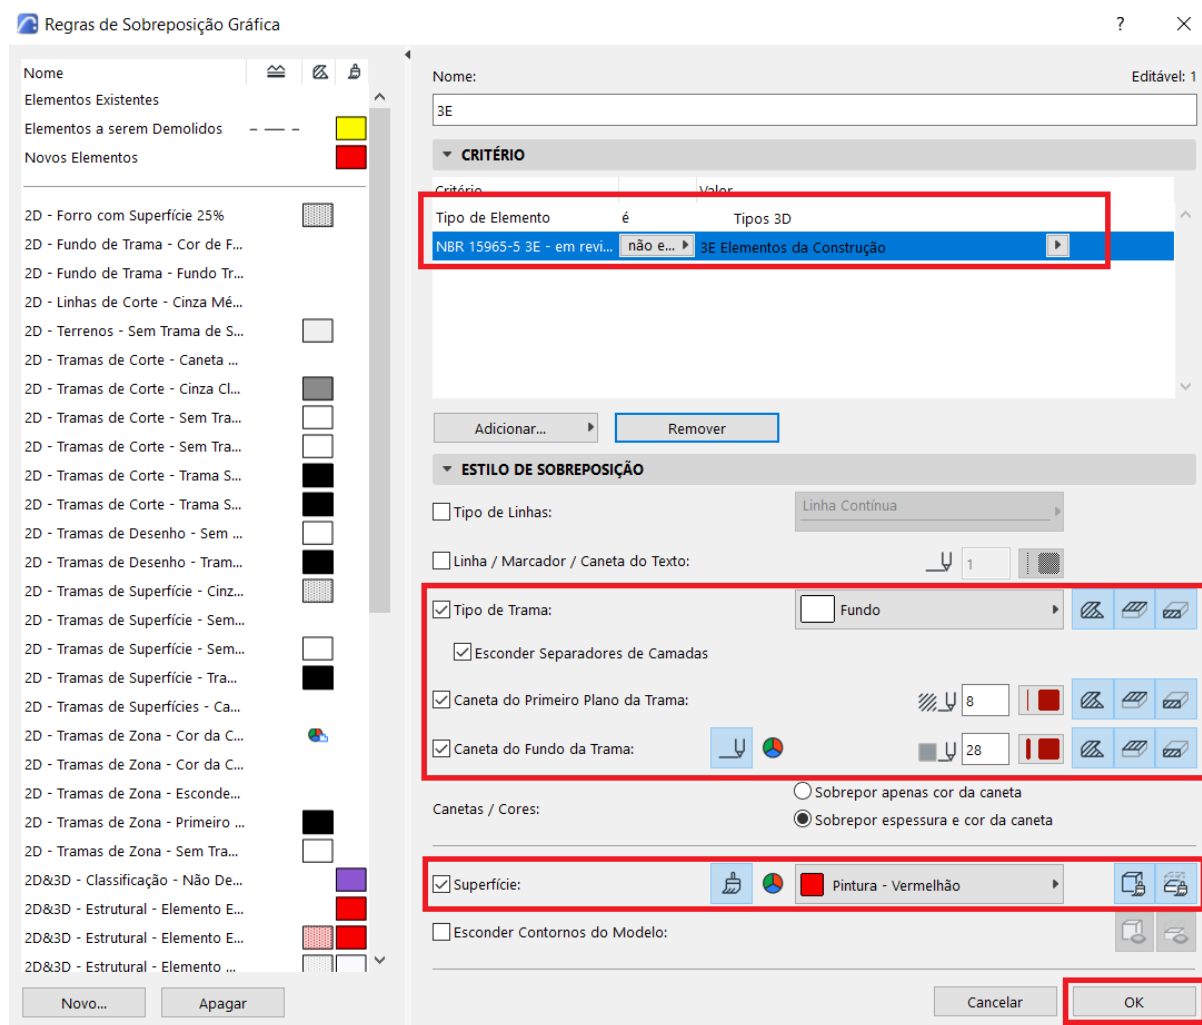 Regras de Sobreposição Gráfica
?
Nome
Elementos Existentes
Elementos a serem Demolidos
Novos Elementos
2D - Forro com Superfície 25%
2D - Fundo de Trama - Cor de F...
2D - Fundo de Trama - Fundo Tr...
2D - Linhas de Corte - Cinza Mé...
2D - Terrenos - Sem Trama de S...
2D - Tramas de Corte - Caneta ...
2D - Tramas de Corte - Cinza Cl...
2D - Tramas de Corte - Sem Tra...
2D - Tramas de Corte - Sem Tra...
2D - Tramas de Corte - Trama S...
2D - Tramas de Corte - Trama S...
2D - Tramas de Desenho - Sem ...
2D - Tramas de Desenho - Tram...
2D - Tramas de Superfície - Cinz...
2D - Tramas de Superfície - Sem...
2D - Tramas de Superfície - Sem...
2D - Tramas de Superfície - Tra...
2D - Tramas de Superfícies - Ca...
2D - Tramas de Zona - Cor da C...
2D - Tramas de Zona - Cor da C...
2D - Tramas de Zona - Esconde...
2D - Tramas de Zona - Primeiro ...
2D - Tramas de Zona - Sem Tra...
2D&3D - Classificação - Não De...
2D&3D - Estrutural - Elemento E...
2D&3D - Estrutural - Elemento E...
2D&3D - Estrutural - Elemento ...
Novo... Apagar
Nome: Editável: 1
3E
CRITÉRIO
Critério Valor
Tipo de Elemento é Tipos 3D
NBR 15965-5 3E - em revi... não e... 3E Elementos da Construção
Adicionar... Remover
ESTILO DE SOBREPOSIÇÃO
Tipo de Linhas: Linha Contínua
Linha / Marcador / Caneta do Texto: 1
Tipo de Trama: Fundo
Esconder Separadores de Camadas
Caneta do Primeiro Plano da Trama: 8
Caneta do Fundo da Trama: 28
Canetas / Cores: Sobrepor apenas cor da caneta
Sobrepor espessura e cor da caneta
Superfície: Pintura - Vermelhão
Esconder Contornos do Modelo:
Cancelar OK